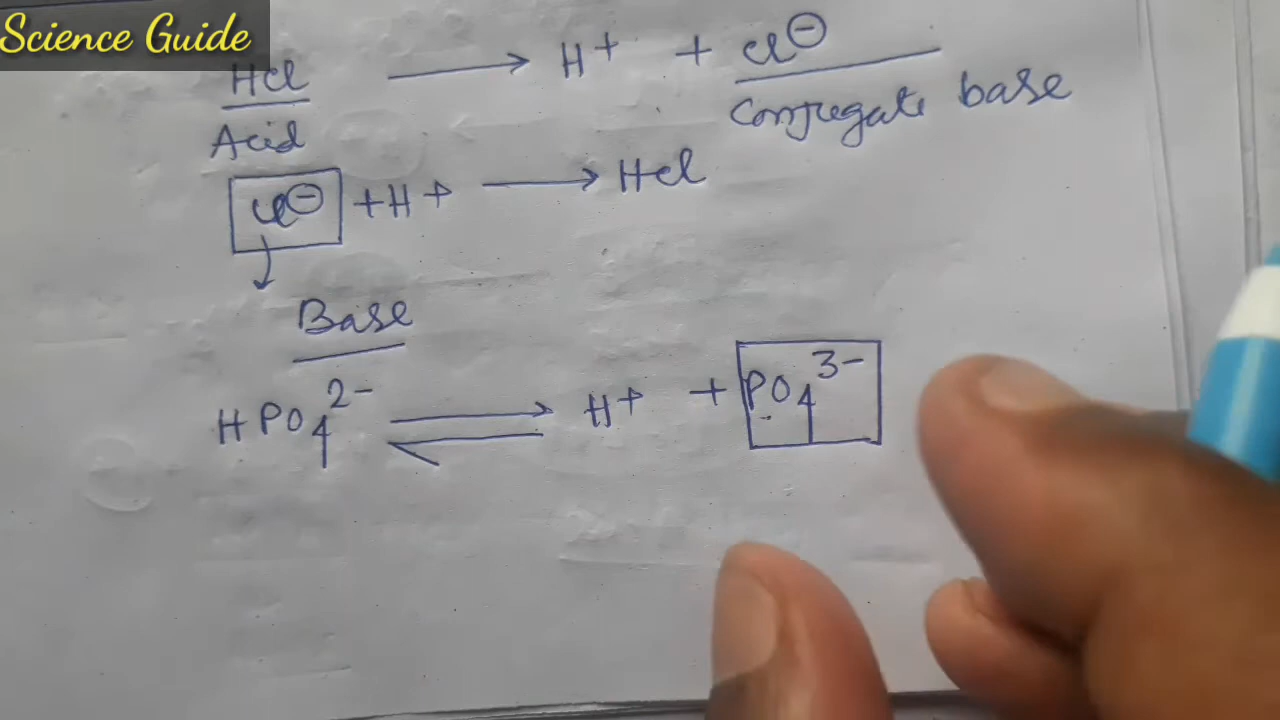 Science Guide
HCl ⟶ H+ + Cl⊖
Acid Conjugate base
Cl⊖ + H+ ⟶ HCl
Base
HPO4^2- ⇌ H+ + PO4^3-